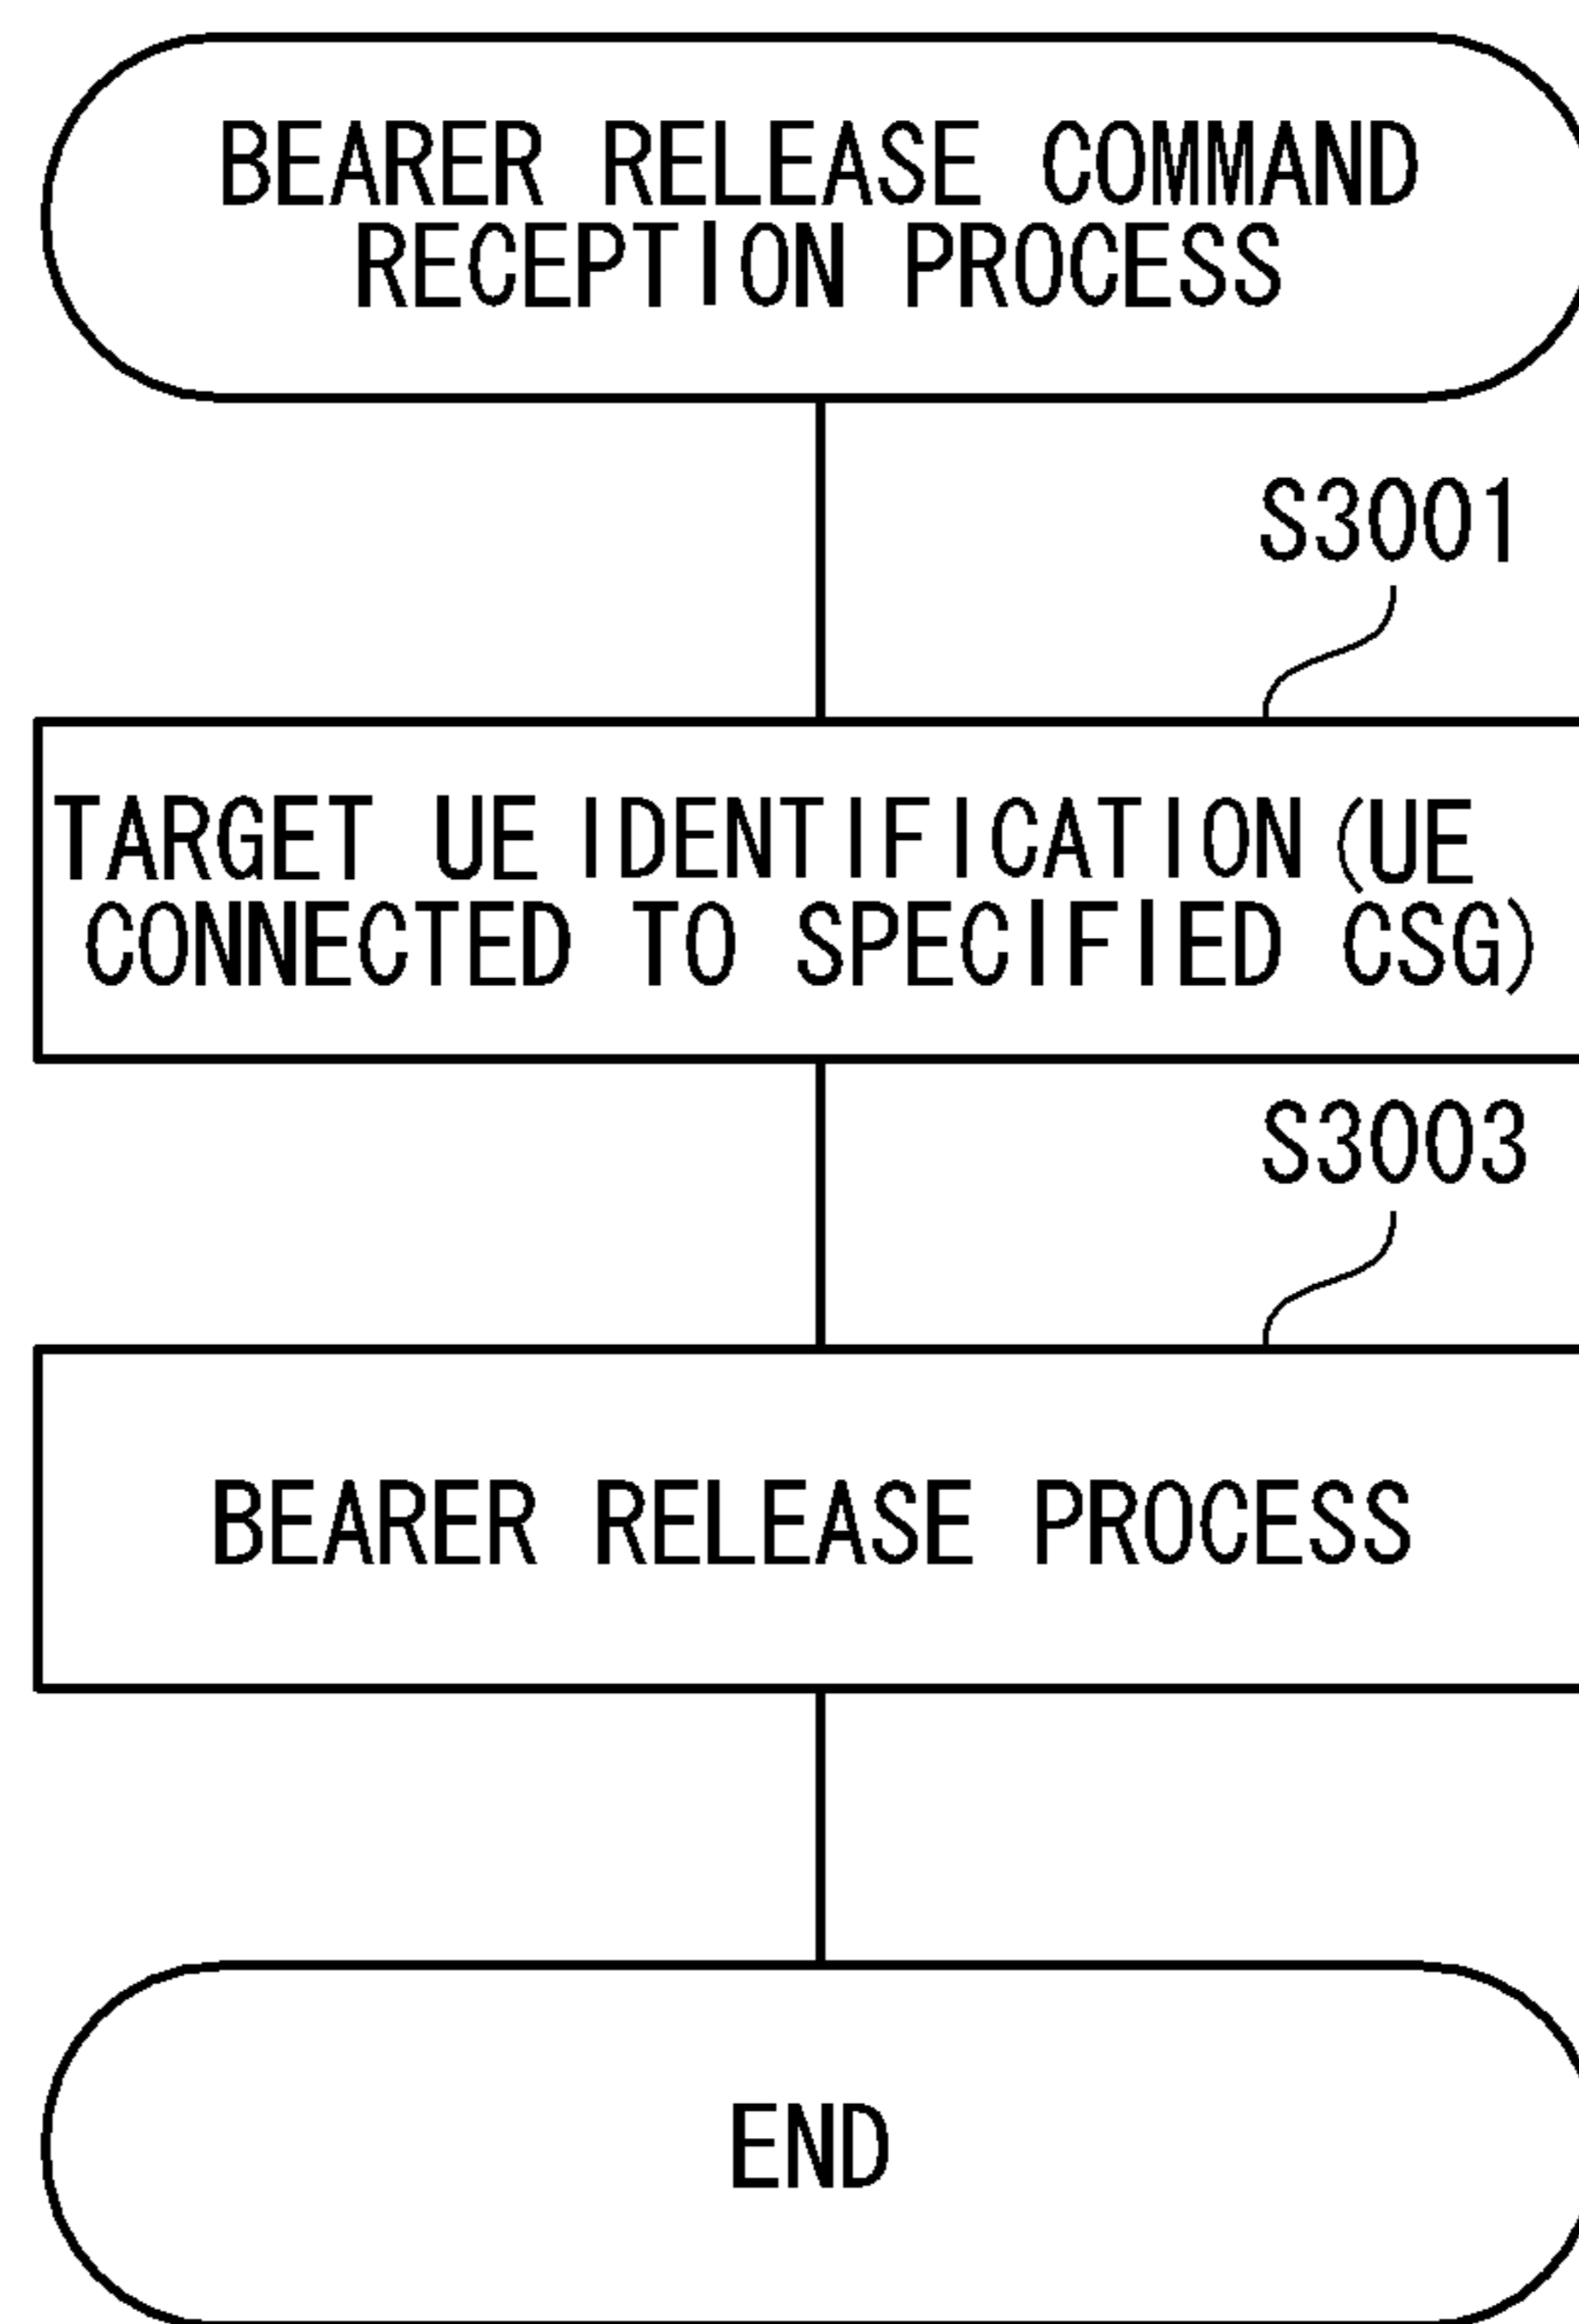 BEARER RELEASE COMMAND
RECEPTION PROCESS
S3001
TARGET UE IDENTIFICATION (UE
CONNECTED TO SPECIFIED CSG)
S3003
BEARER RELEASE PROCESS
END